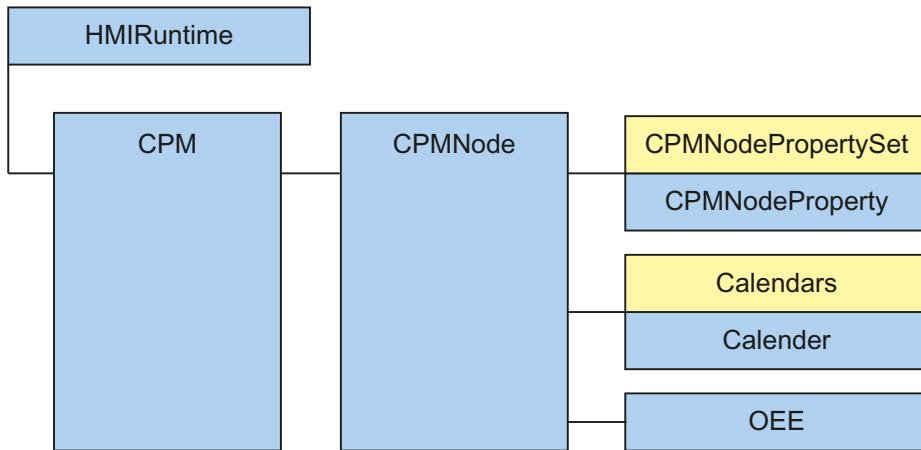 HMIRuntime
CPM
CPMNode
CPMNodePropertySet
CPMNodeProperty
Calendars
Calender
OEE